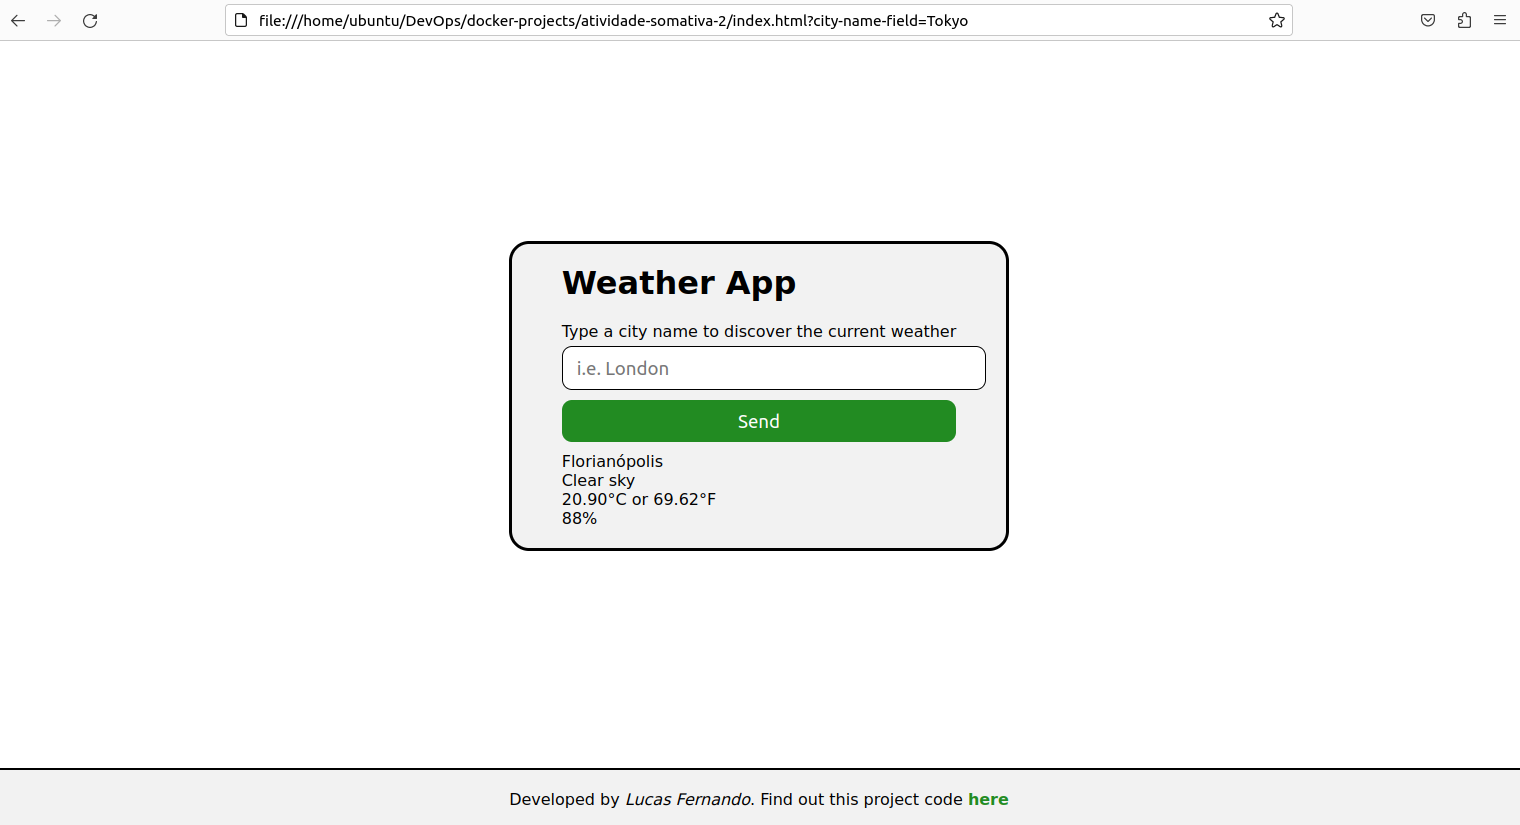 file:///home/ubuntu/DevOps/docker-projects/atividade-somativa-2/index.html?city-name-field=Tokyo
Weather App
Type a city name to discover the current weather
i.e. London
Send
Florianópolis
Clear sky
20.90°C or 69.62°F
88%
Developed by Lucas Fernando. Find out this project code here